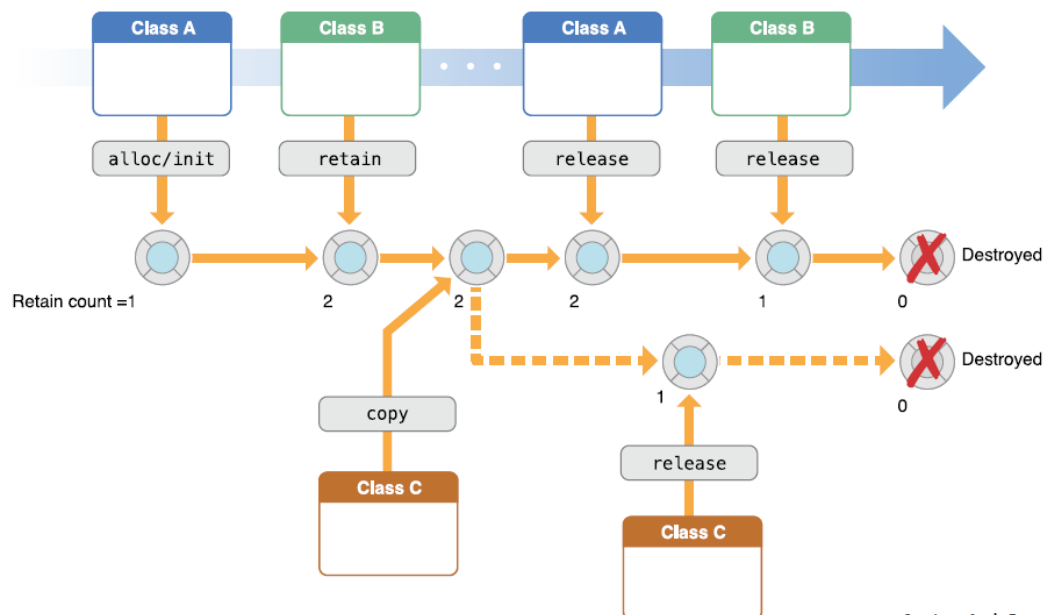 Class A
Class B
Class A
Class B
alloc/init
retain
release
release
Destroyed
Retain count =1
2
2
2
1
0
Destroyed
1
0
copy
release
Class C
Class C